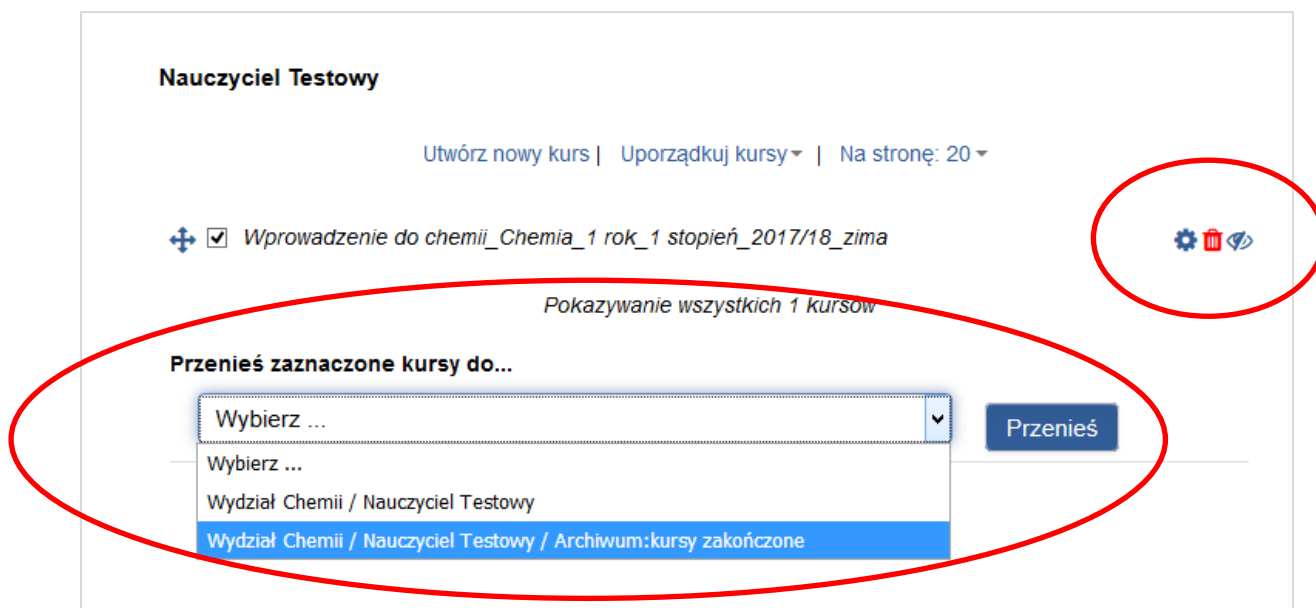 Nauczyciel Testowy
Utwórz nowy kurs | Uporządkuj kursy | Na stronę: 20
Wprowadzenie do chemii_Chemia_1 rok_1 stopień_2017/18_zima
Pokazywanie wszystkich 1 kursów
Przenieś zaznaczone kursy do...
Wybierz ... Przenieś
Wybierz ...
Wydział Chemii / Nauczyciel Testowy
Wydział Chemii / Nauczyciel Testowy / Archiwum:kursy zakończone